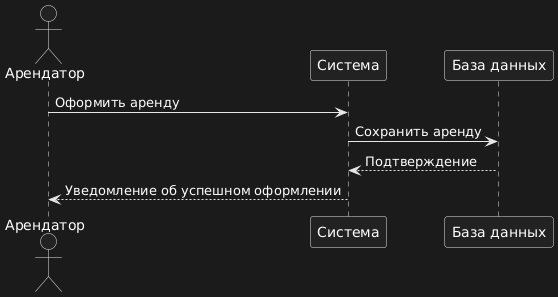 Арендатор
Система
База данных
Оформить аренду
Сохранить аренду
Подтверждение
Уведомление об успешном оформлении
Арендатор
Система
База данных